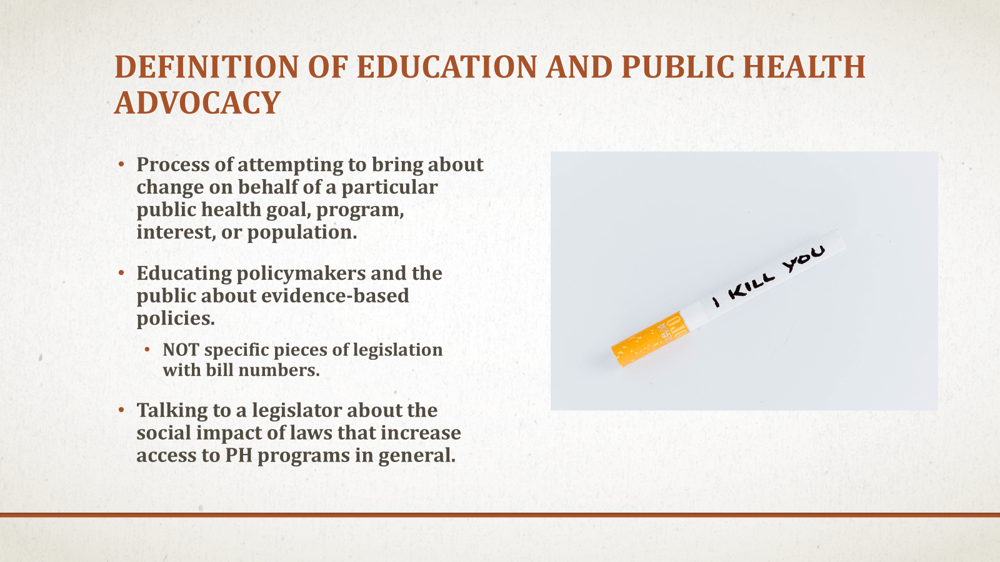 DEFINITION OF EDUCATION AND PUBLIC HEALTH
ADVOCACY
• Process of attempting to bring about
change on behalf of a particular
public health goal, program,
interest, or population.
• Educating policymakers and the
public about evidence-based
policies.
• NOT specific pieces of legislation
with bill numbers.
• Talking to a legislator about the
social impact of laws that increase
access to PH programs in general.
I KILL YOU